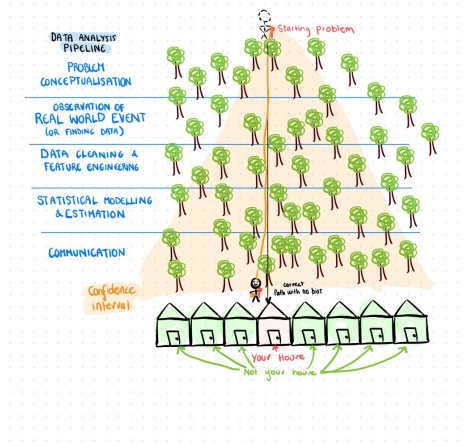 DATA ANALYSIS
PIPELINE
Starting problem
PROBLEM
CONCEPTUALISATION
OBSERVATION OF
REAL WORLD EVENT
(OR FINDING DATA)
DATA CLEANING &
FEATURE ENGINEERING
STATISTICAL MODELLING
& ESTIMATION
COMMUNICATION
Confidence
interval
correct
Path with no bias
Your House
Not your house